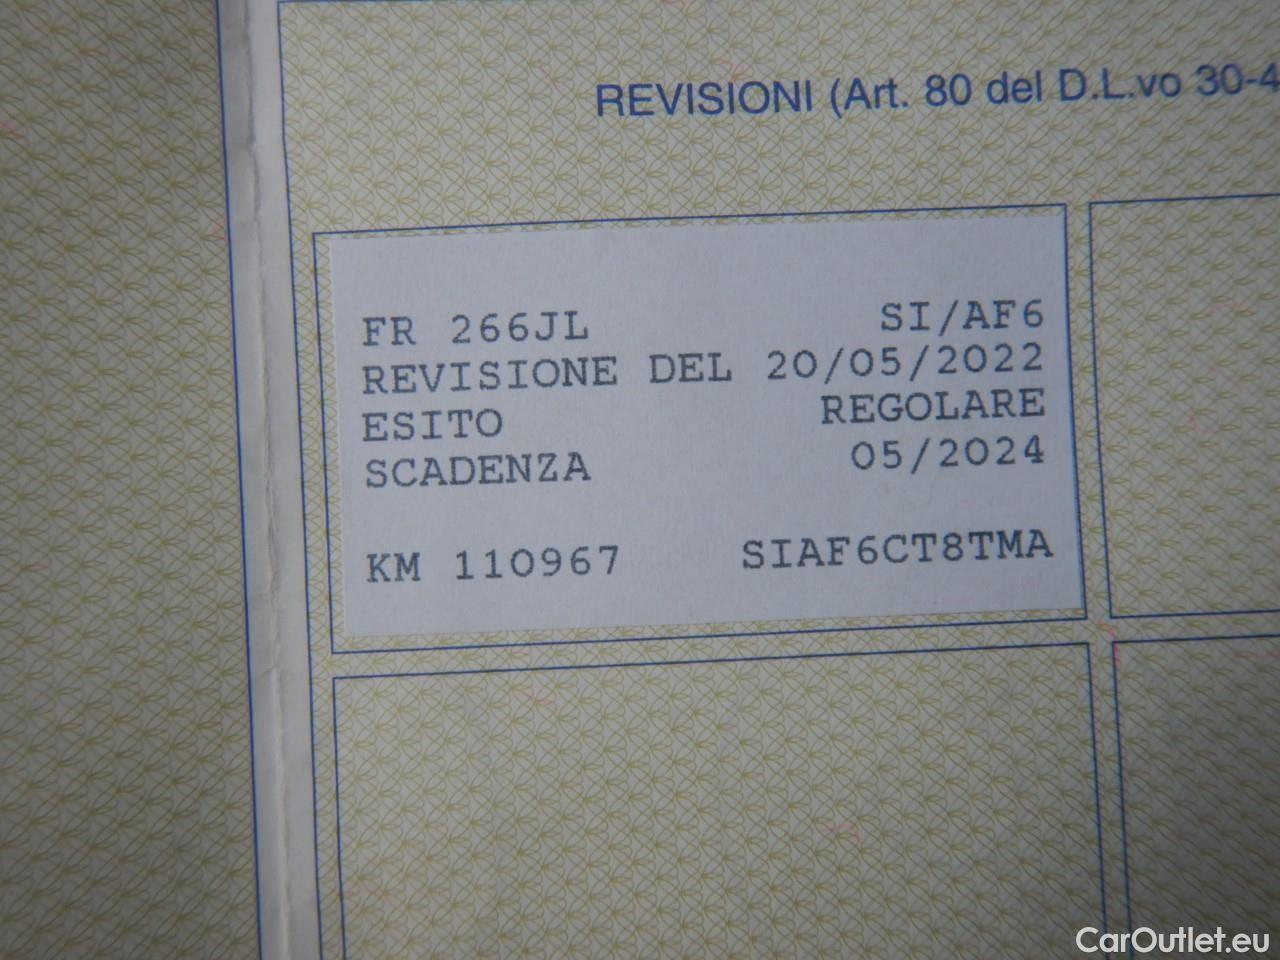 REVISIONI (Art. 80 del D.L.vo 30-4
FR 266JL SI/AF6
REVISIONE DEL 20/05/2022
ESITO REGOLARE
SCADENZA 05/2024
KM 110967 SIAF6CT8TMA
CarOutlet.eu